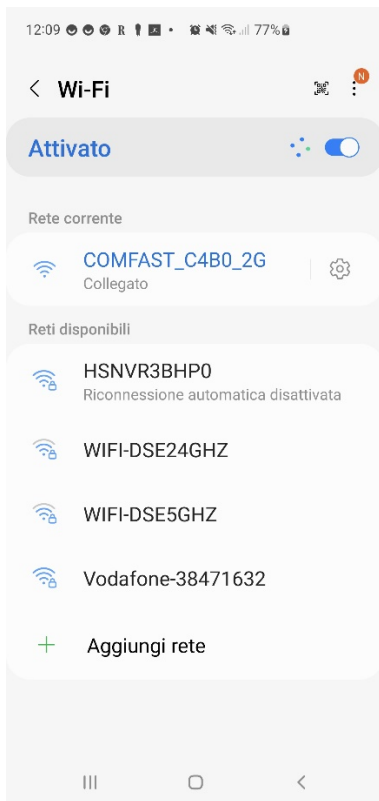 12:09 R 77%
Wi-Fi N
Attivato
Rete corrente
COMFAST_C4B0_2G
Collegato
Reti disponibili
HSNVR3BHP0
Riconnessione automatica disattivata
WIFI-DSE24GHZ
WIFI-DSE5GHZ
Vodafone-38471632
Aggiungi rete